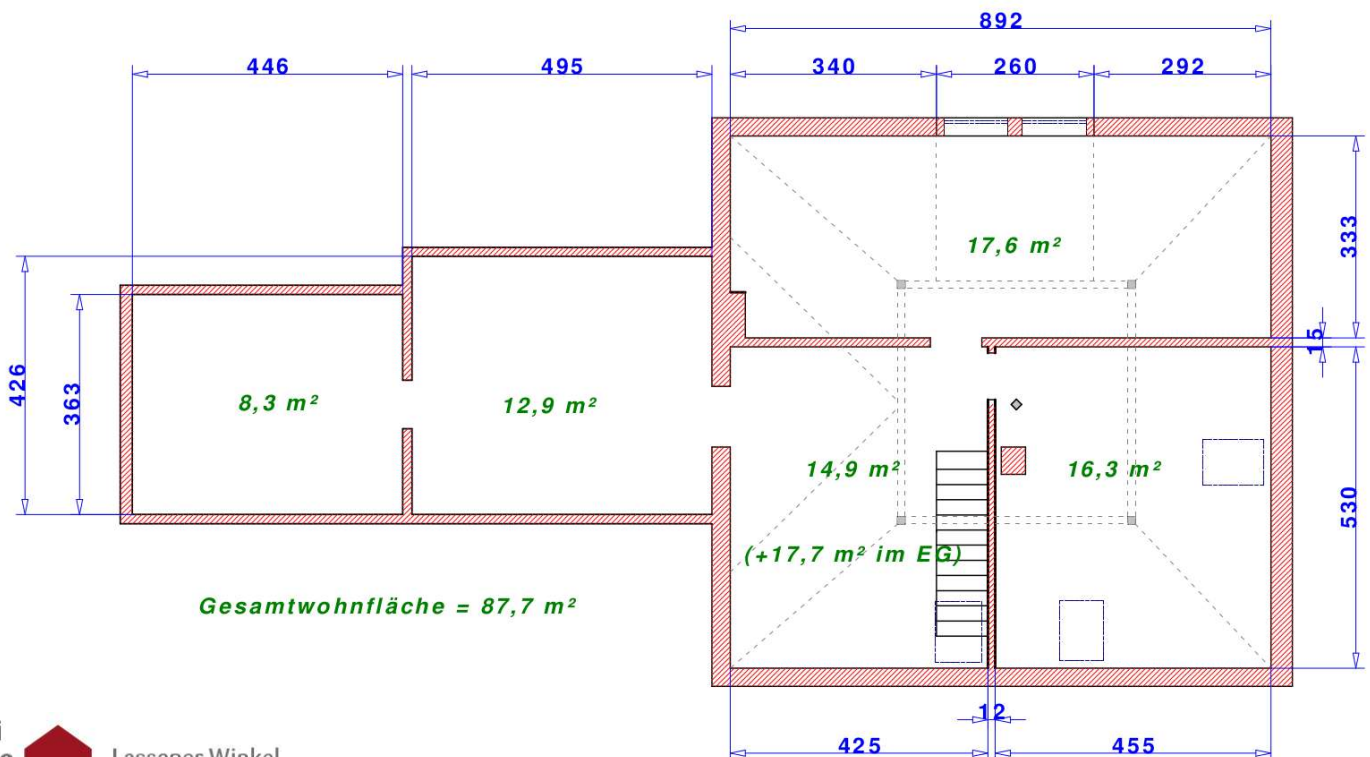 892
446
495
340
260
292
333
17,6 m²
15
426
363
8,3 m²
12,9 m²
14,9 m²
16,3 m²
530
(+17,7 m² im EG)
Gesamtwohnfläche = 87,7 m²
12
425
455